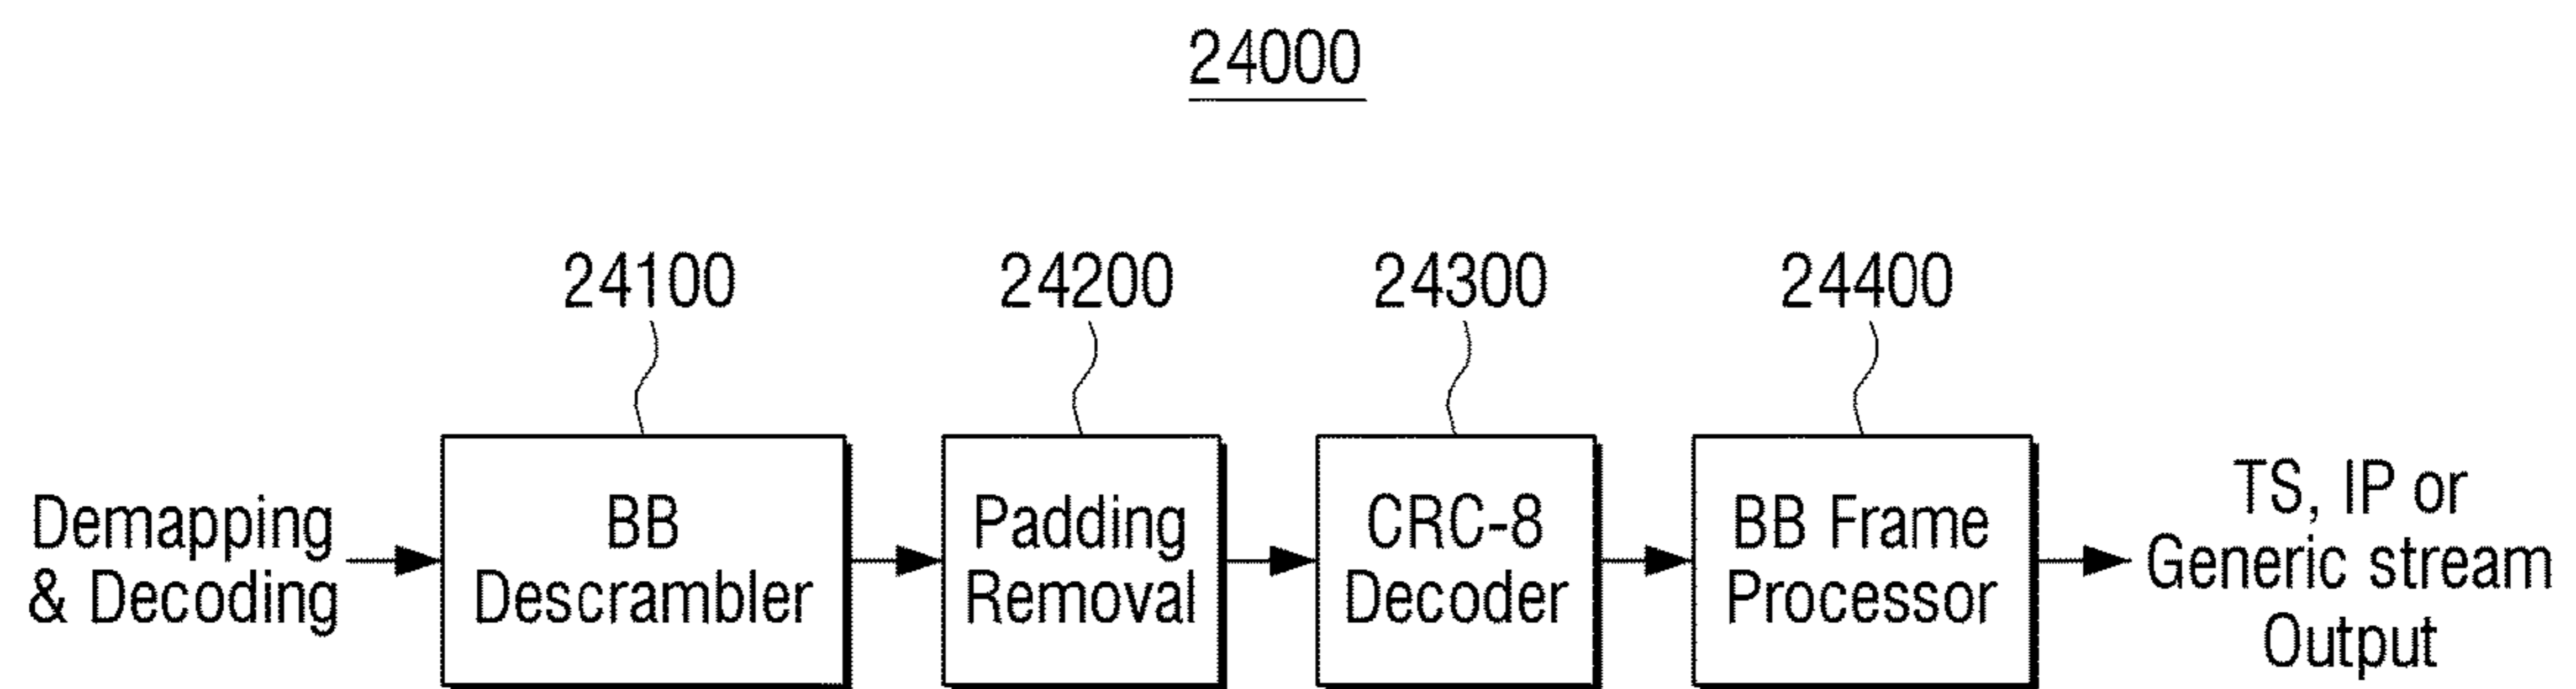 24000
24100
24200
24300
24400
Demapping
& Decoding
BB
Descrambler
Padding
Removal
CRC-8
Decoder
BB Frame
Processor
TS, IP or
Generic stream
Output